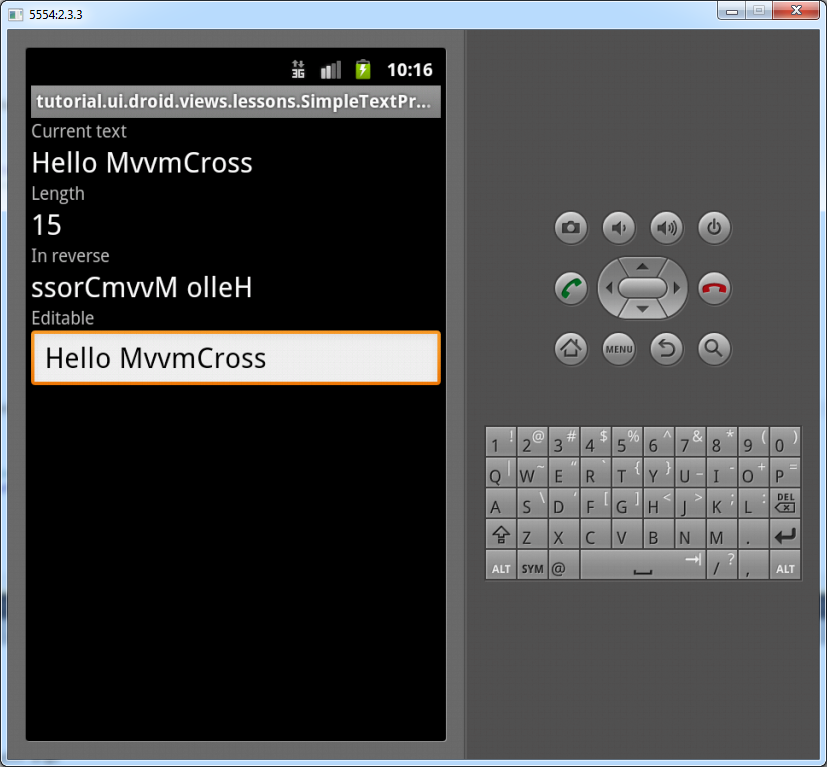 5554:2.3.3
3G 10:16
tutorial.ui.droid.views.lessons.SimpleTextPr...
Current text
Hello MvvmCross
Length
15
In reverse
ssorCmvvM olleH
Editable
Hello MvvmCross
MENU
1 ! 2 @ 3 # 4 $ 5 % 6 ^ 7 & 8 * 9 ( 0 )
Q | W ~ E " R ` T { Y } U _ I - O + P =
A S \ D ' F [ G ] H < J > K ; L : DEL
Z X C V B N M .
ALT SYM @ / ? , ALT